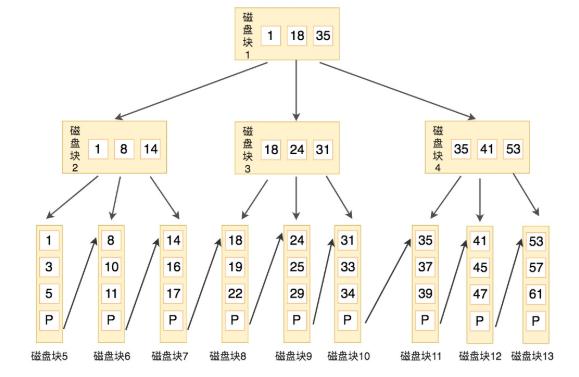 磁盘块1 1 18 35
磁盘块2 1 8 14
磁盘块3 18 24 31
磁盘块4 35 41 53
1 8 14 18 24 31 35 41 53
3 10 16 19 25 33 37 45 57
5 11 17 22 29 34 39 47 61
P P P P P P P P P
磁盘块5 磁盘块6 磁盘块7 磁盘块8 磁盘块9 磁盘块10 磁盘块11 磁盘块12 磁盘块13